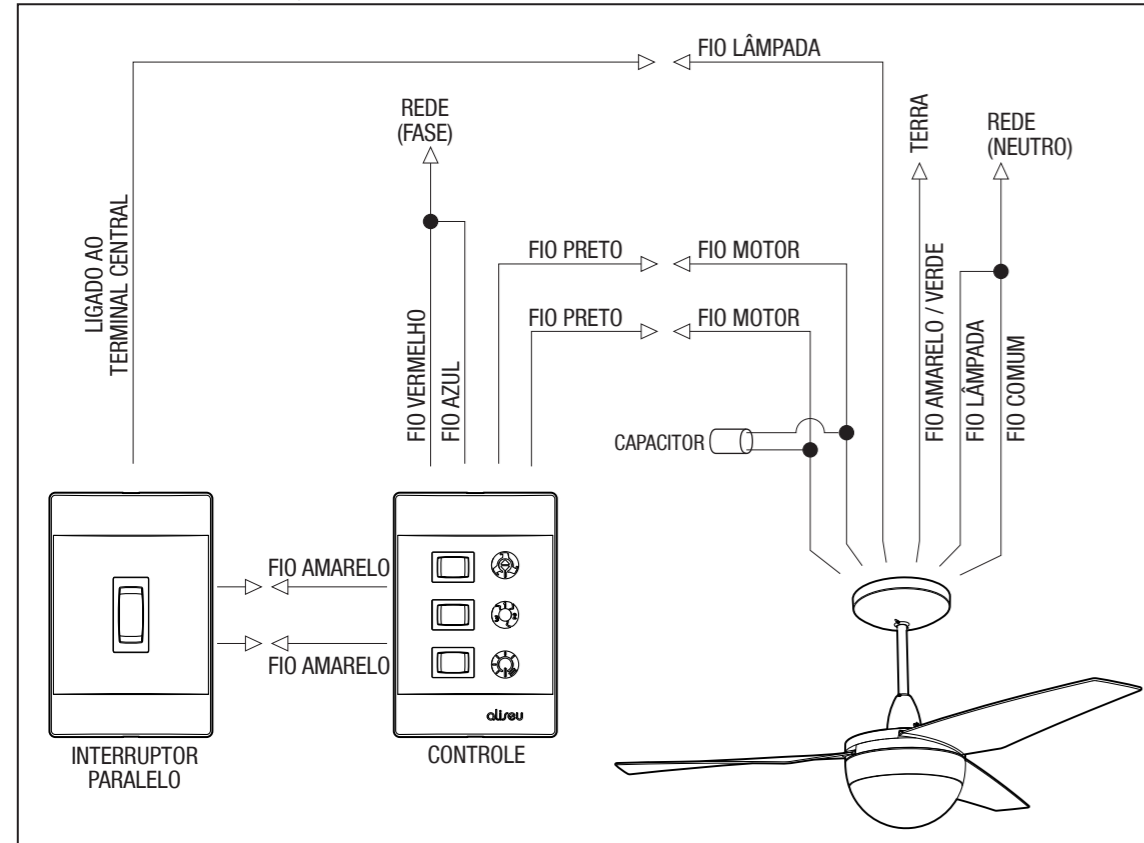 FIO LÂMPADA
REDE
(FASE)
TERRA
REDE
(NEUTRO)
LIGADO AO
TERMINAL CENTRAL
FIO PRETO
FIO MOTOR
FIO PRETO
FIO MOTOR
FIO VERMELHO
FIO AZUL
CAPACITOR
FIO AMARELO / VERDE
FIO LÂMPADA
FIO COMUM
FIO AMARELO
FIO AMARELO
aliseu
INTERRUPTOR
PARALELO
CONTROLE